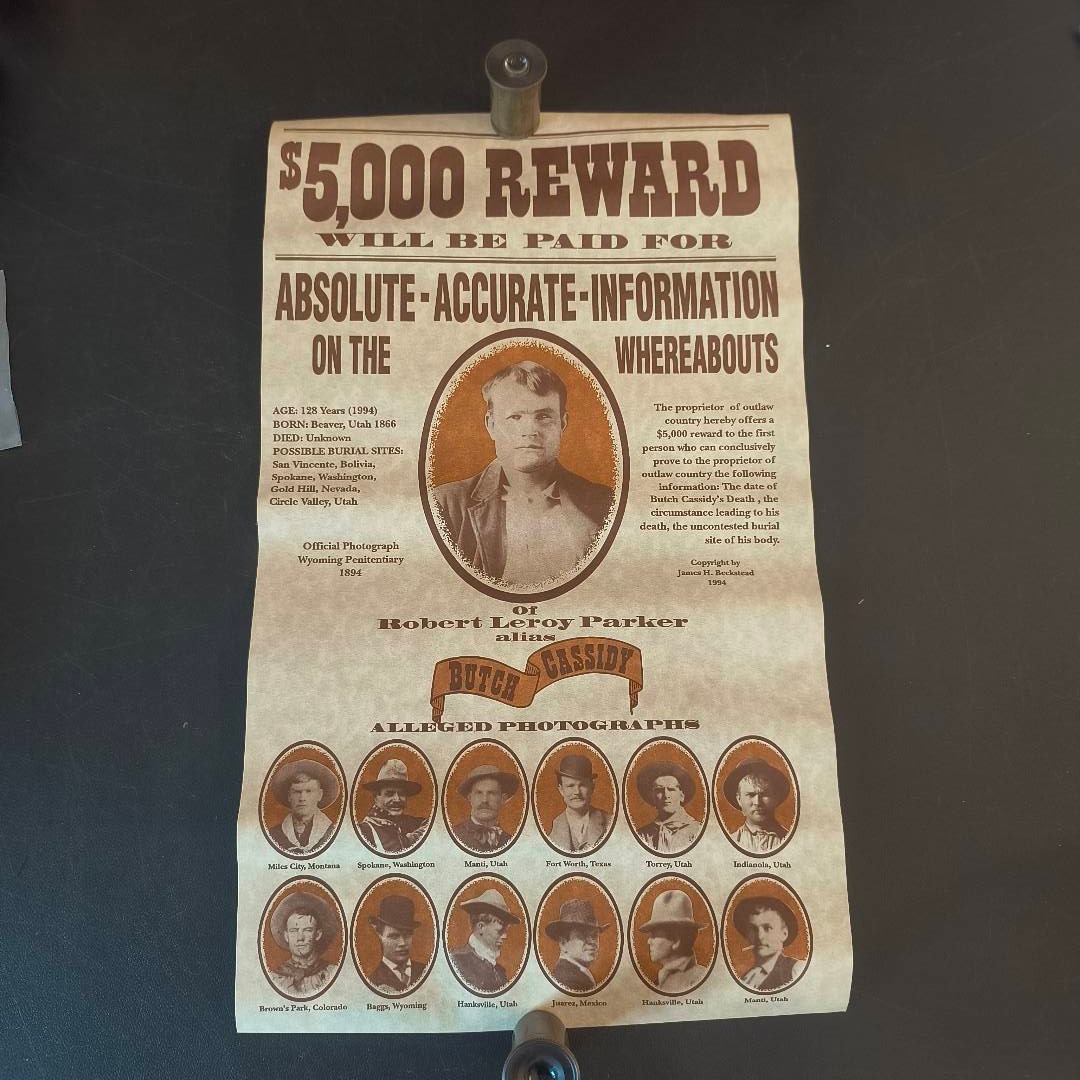 $5,000 REWARD
WILL BE PAID FOR
ABSOLUTE - ACCURATE - INFORMATION
ON THE WHEREABOUTS
AGE: 128 Years (1994)
BORN: Beaver, Utah 1866
DIED: Unknown
POSSIBLE BURIAL SITES:
San Vincente, Bolivia,
Spokane, Washington,
Gold Hill, Nevada,
Circle Valley, Utah
Official Photograph
Wyoming Penitentiary
1894
The proprietor of outlaw
country hereby offers a
$5,000 reward to the first
person who can conclusively
prove to the proprietor of
outlaw country the following
information: The date of
Butch Cassidy's Death , the
circumstance leading to his
death, the uncontested burial
site of his body.
Copyright by
James H. Beckstead
1994
Of
Robert Leroy Parker
alias
BUTCH CASSIDY
ALLEGED PHOTOGRAPHS
Miles City, Montana Spokane, Washington Manti, Utah Fort Worth, Texas Torrey, Utah Indianola, Utah
Brown's Park, Colorado Baggs, Wyoming Hanksville, Utah Juarez, Mexico Hanksville, Utah Manti, Utah